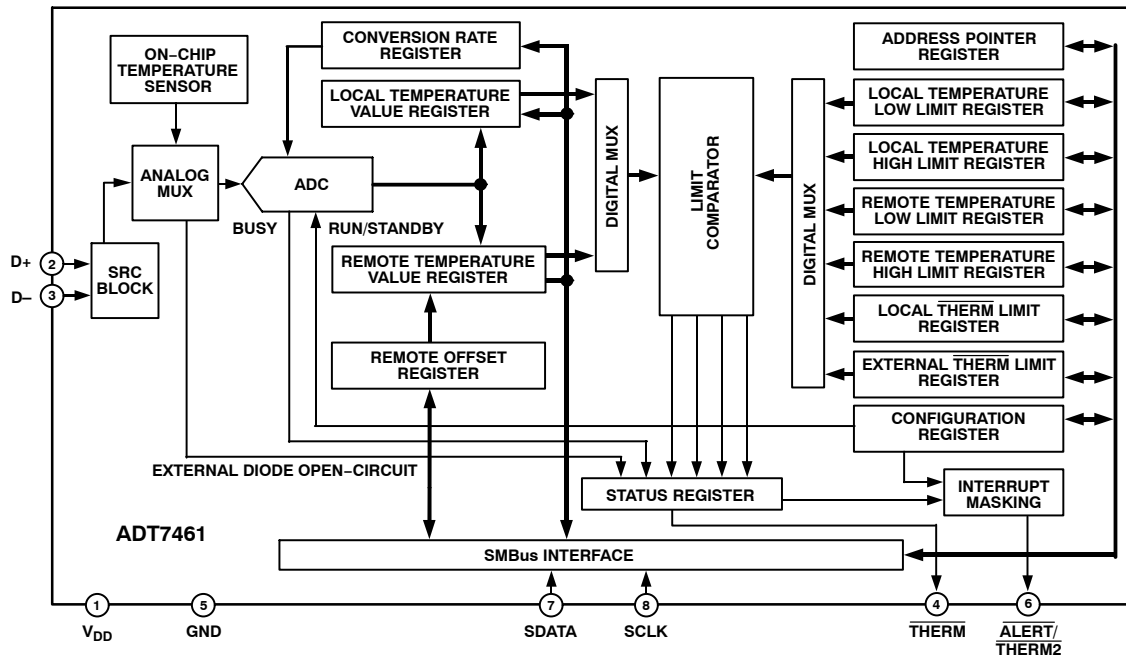 ON−CHIP
TEMPERATURE
SENSOR
CONVERSION RATE
REGISTER
LOCAL TEMPERATURE
VALUE REGISTER
ANALOG
MUX
ADC
BUSY
RUN/STANDBY
REMOTE TEMPERATURE
VALUE REGISTER
D+
2
D−
3
SRC
BLOCK
REMOTE OFFSET
REGISTER
DIGITAL MUX
LIMIT
COMPARATOR
DIGITAL MUX
ADDRESS POINTER
REGISTER
LOCAL TEMPERATURE
LOW LIMIT REGISTER
LOCAL TEMPERATURE
HIGH LIMIT REGISTER
REMOTE TEMPERATURE
LOW LIMIT REGISTER
REMOTE TEMPERATURE
HIGH LIMIT REGISTER
LOCAL THERM LIMIT
REGISTER
EXTERNAL THERM LIMIT
REGISTER
CONFIGURATION
REGISTER
EXTERNAL DIODE OPEN−CIRCUIT
STATUS REGISTER
INTERRUPT
MASKING
ADT7461
SMBus INTERFACE
1
5
7
8
4
6
VDD
GND
SDATA
SCLK
THERM
ALERT/
THERM2